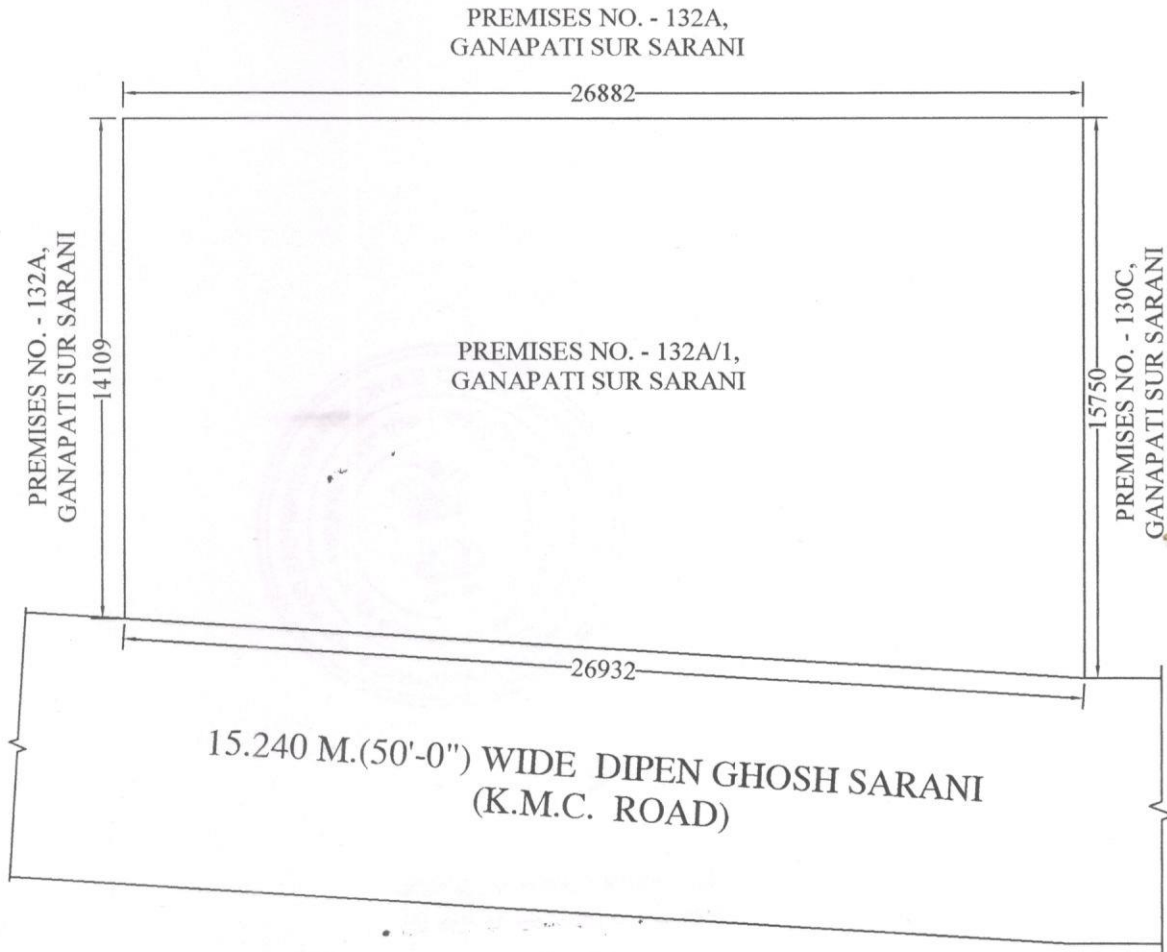 PREMISES NO. - 132A,
GANAPATI SUR SARANI
26882
PREMISES NO. - 132A,
GANAPATI SUR SARANI
14109
PREMISES NO. - 132A/1,
GANAPATI SUR SARANI
15750
PREMISES NO. - 130C,
GANAPATI SUR SARANI
26932
15.240 M.(50'-0") WIDE DIPEN GHOSH SARANI
(K.M.C. ROAD)